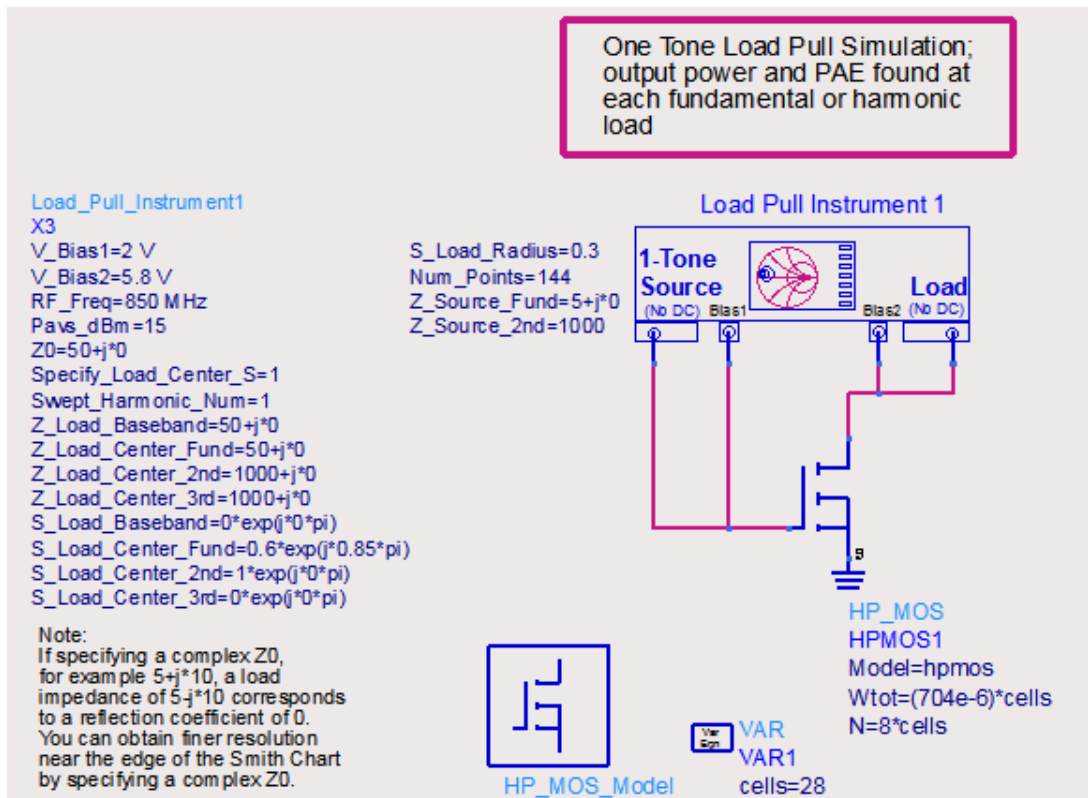 One Tone Load Pull Simulation;
output power and PAE found at
each fundamental or harmonic
load
Load_Pull_Instrument1
X3
V_Bias1=2 V
V_Bias2=5.8 V
RF_Freq=850 MHz
Pavs_dBm=15
Z0=50+j*0
Specify_Load_Center_S=1
Swept_Harmonic_Num=1
Z_Load_Baseband=50+j*0
Z_Load_Center_Fund=50+j*0
Z_Load_Center_2nd=1000+j*0
Z_Load_Center_3rd=1000+j*0
S_Load_Baseband=0*exp(j*0*pi)
S_Load_Center_Fund=0.6*exp(j*0.85*pi)
S_Load_Center_2nd=1*exp(j*0*pi)
S_Load_Center_3rd=0*exp(j*0*pi)
S_Load_Radius=0.3
Num_Points=144
Z_Source_Fund=5+j*0
Z_Source_2nd=1000
Load Pull Instrument 1
1-Tone
Source
(No DC)
Bias1
Bias2
Load
(No DC)
Note:
If specifying a complex Z0,
for example 5+j*10, a load
impedance of 5-j*10 corresponds
to a reflection coefficient of 0.
You can obtain finer resolution
near the edge of the Smith Chart
by specifying a complex Z0.
HP_MOS_Model
Var
Eqn
VAR
VAR1
cells=28
HP_MOS
HPMOS1
Model=hpmos
Wtot=(704e-6)*cells
N=8*cells